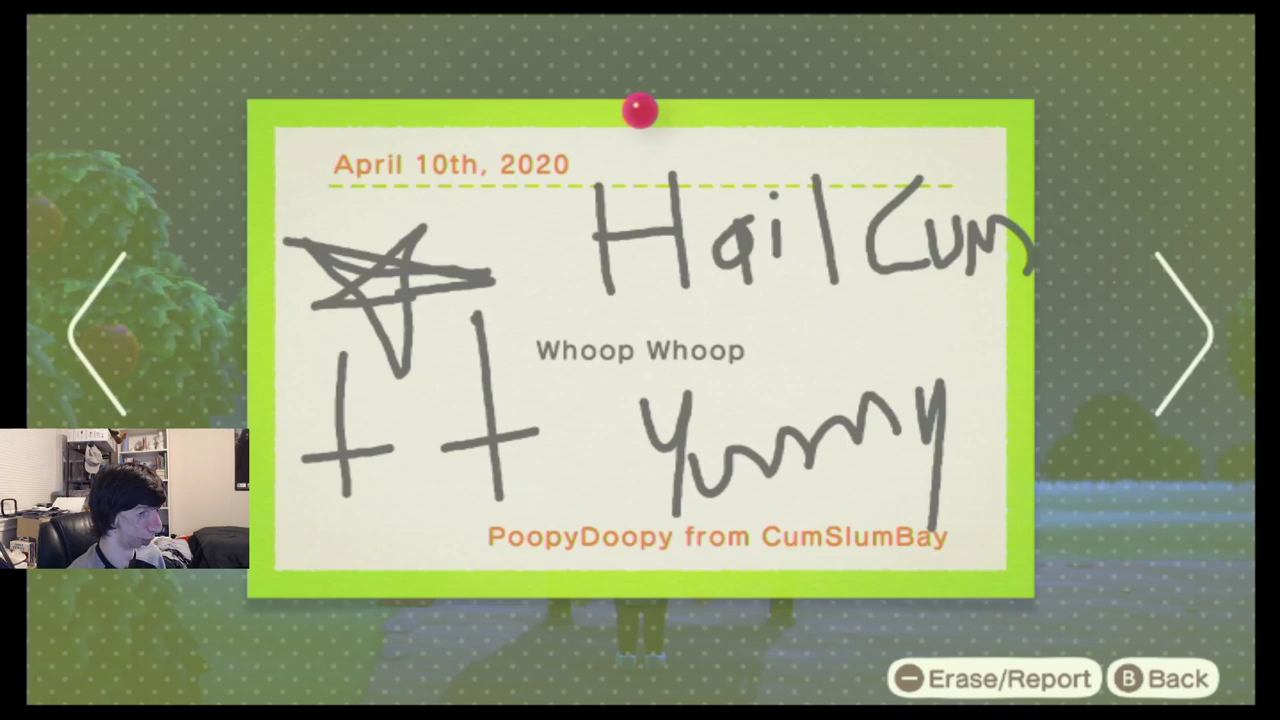 April 10th, 2020
Hail Cum
Whoop Whoop
Yummy
PoopyDoopy from CumSlumBay
Erase/Report
B Back